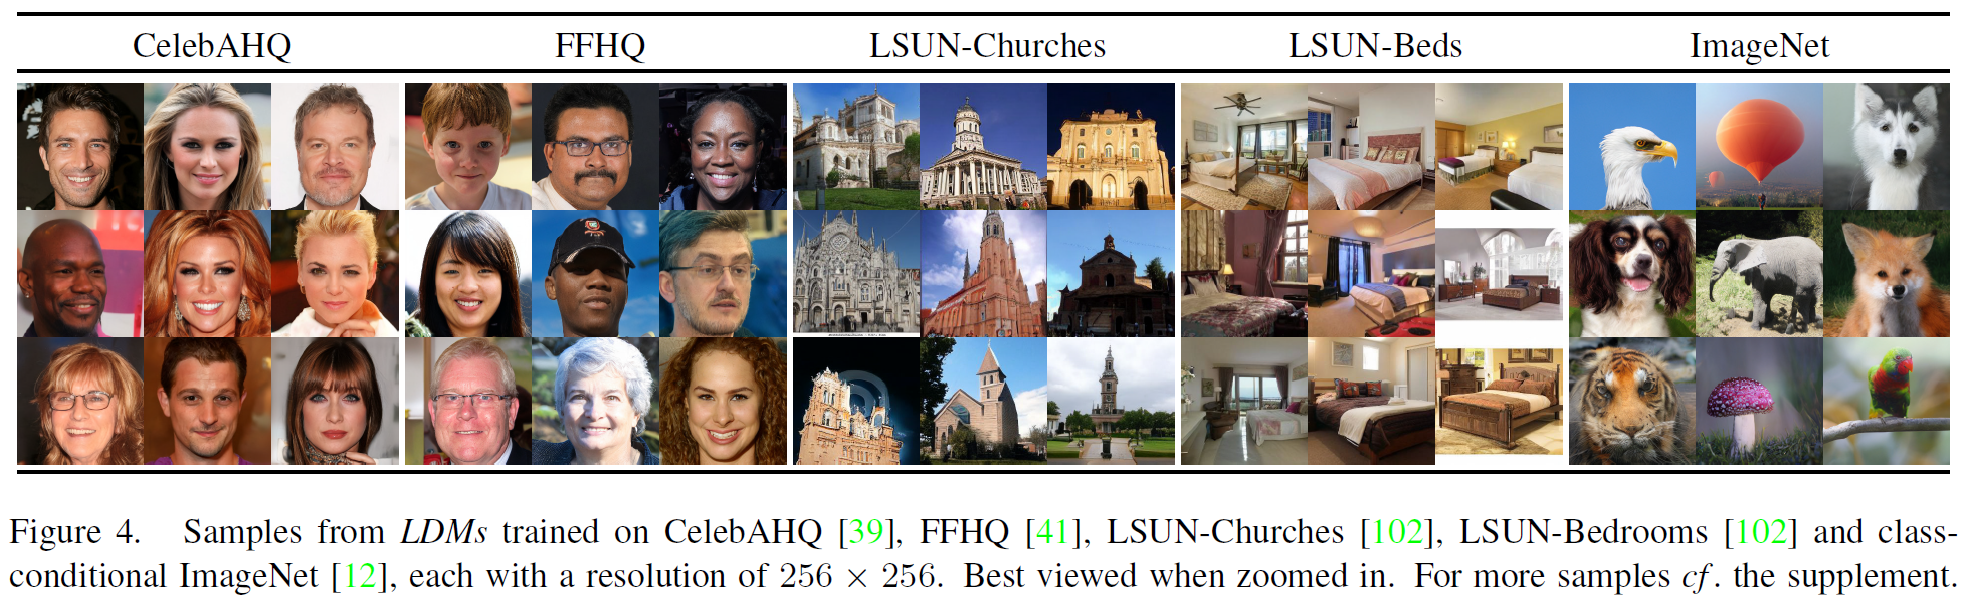 CelebAHQ FFHQ LSUN-Churches LSUN-Beds ImageNet
Figure 4. Samples from LDMs trained on CelebAHQ [39], FFHQ [41], LSUN-Churches [102], LSUN-Bedrooms [102] and class-
conditional ImageNet [12], each with a resolution of 256 × 256. Best viewed when zoomed in. For more samples cf. the supplement.